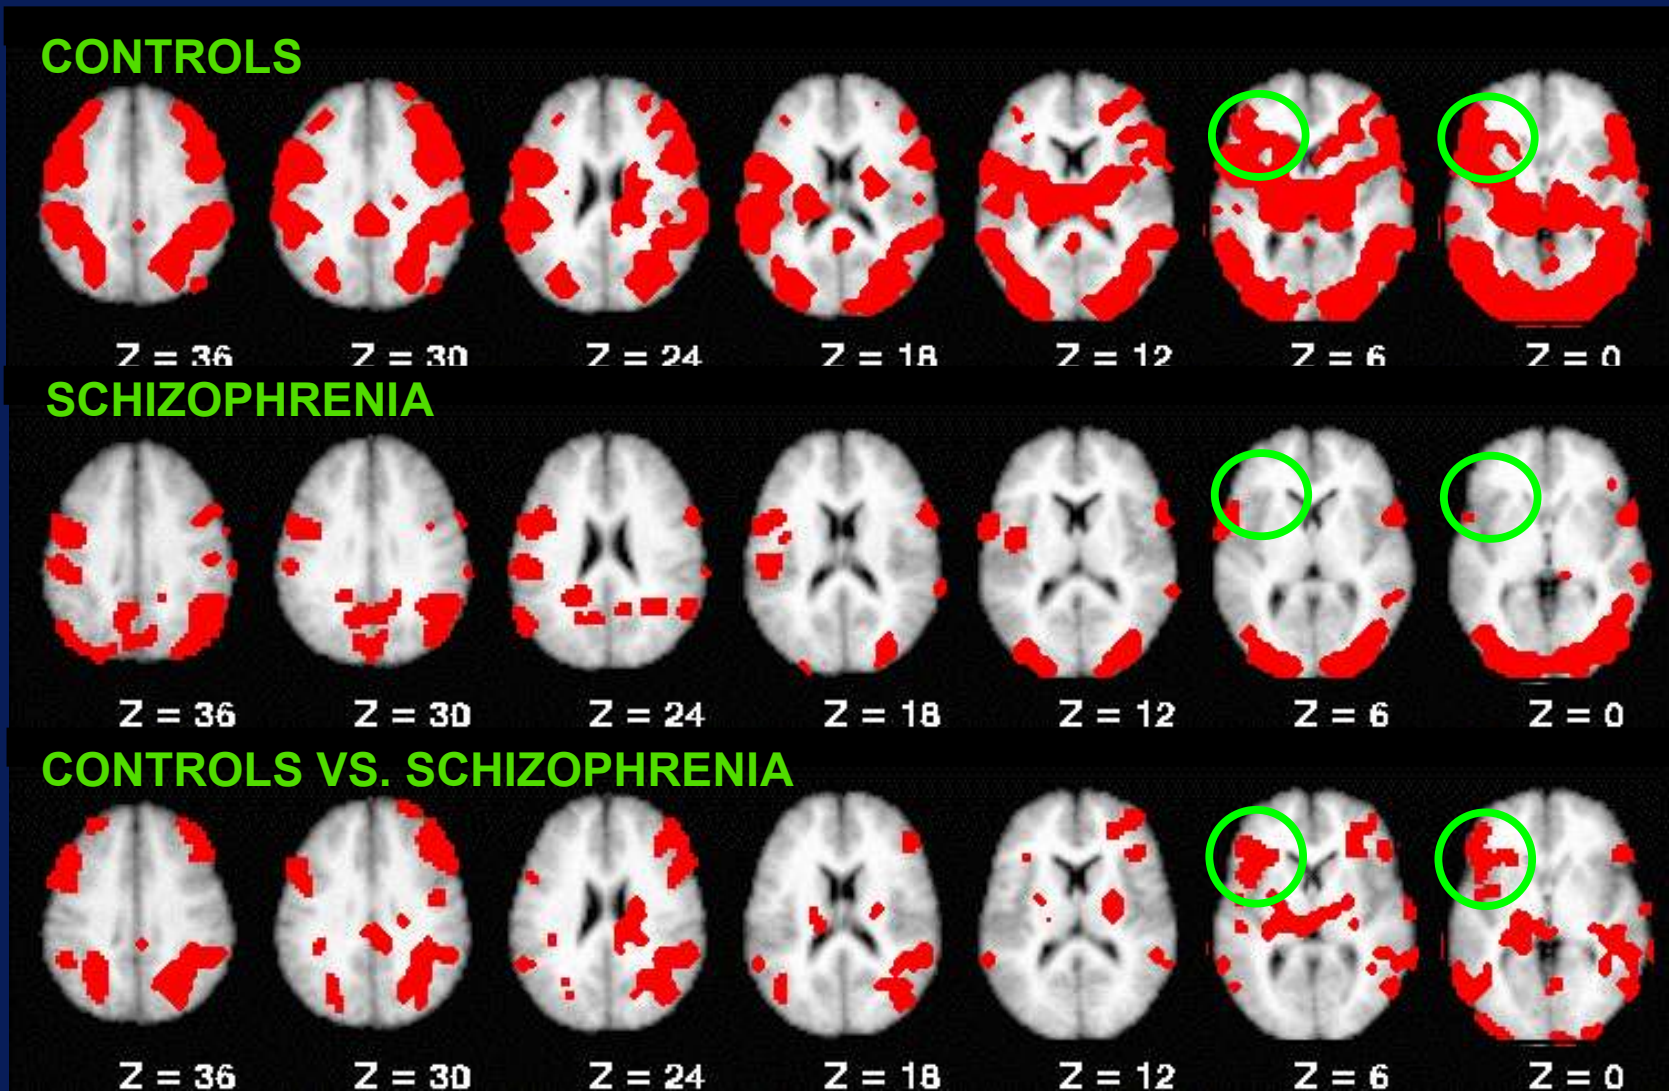 CONTROLS
Z = 36 Z = 30 Z = 24 Z = 18 Z = 12 Z = 6 Z = 0
SCHIZOPHRENIA
Z = 36 Z = 30 Z = 24 Z = 18 Z = 12 Z = 6 Z = 0
CONTROLS VS. SCHIZOPHRENIA
Z = 36 Z = 30 Z = 24 Z = 18 Z = 12 Z = 6 Z = 0